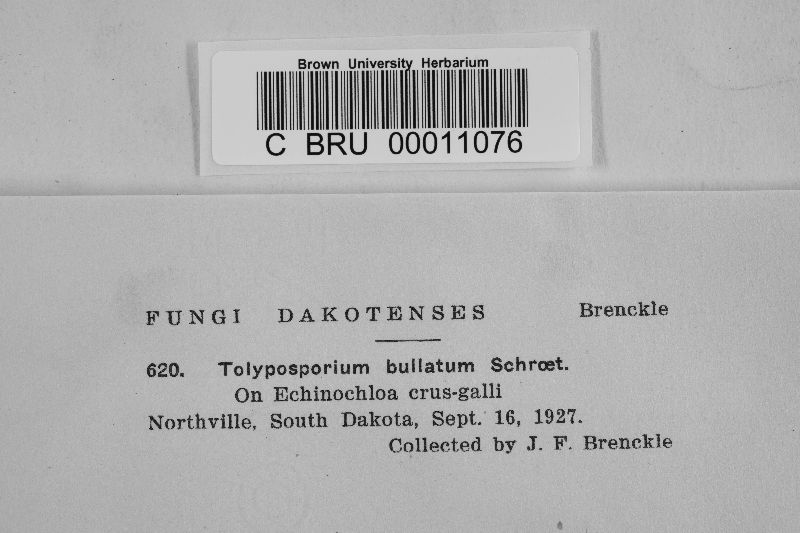 Brown University Herbarium
C BRU 00011076
FUNGI DAKOTENSES Brenckle
620. Tolyposporium bullatum Schrœt.
On Echinochloa crus-galli
Northville, South Dakota, Sept. 16, 1927.
Collected by J. F. Brenckle